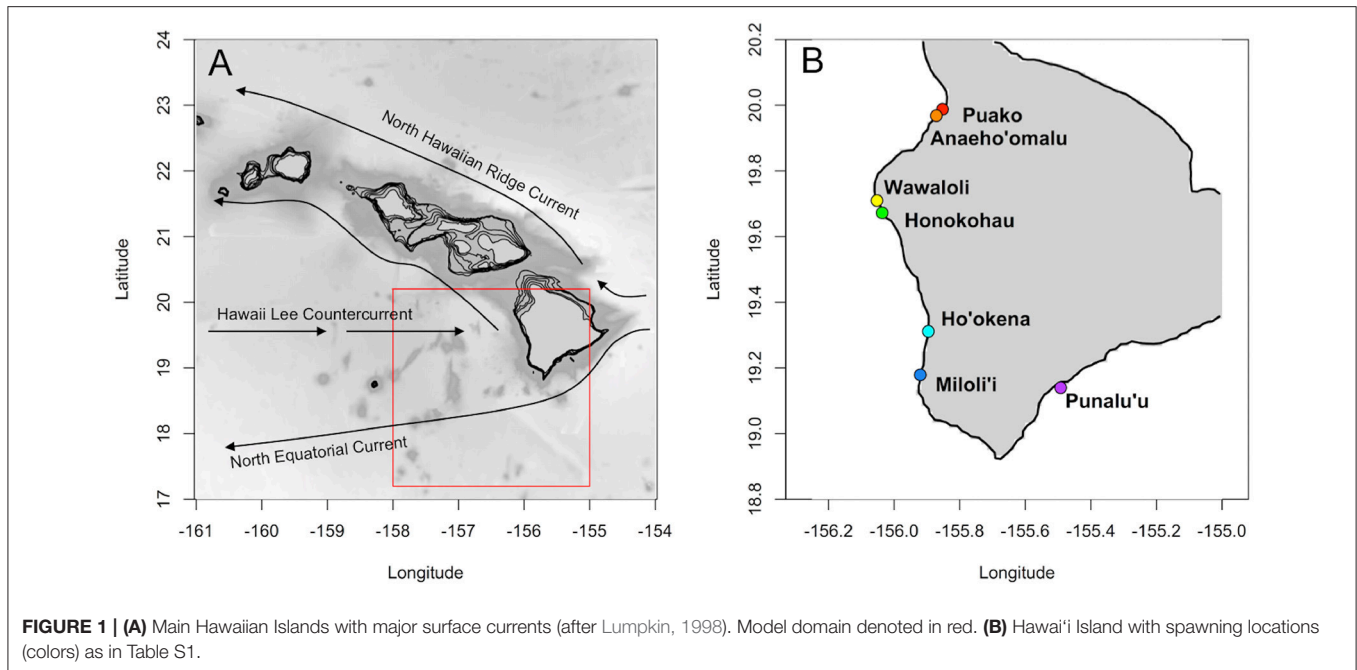 A
24
23
22
21
20
19
18
17
Latitude
North Hawaiian Ridge Current
Hawaii Lee Countercurrent
North Equatorial Current
-161 -160 -159 -158 -157 -156 -155 -154
Longitude
B
20.2
20.0
19.8
19.6
19.4
19.2
19.0
18.8
Latitude
Puako
Anaeho'omalu
Wawaloli
Honokohau
Ho'okena
Miloli'i
Punalu'u
-156.2 -156.0 -155.8 -155.6 -155.4 -155.2 -155.0
Longitude
FIGURE 1 | (A) Main Hawaiian Islands with major surface currents (after Lumpkin, 1998). Model domain denoted in red. (B) Hawai‘i Island with spawning locations
(colors) as in Table S1.